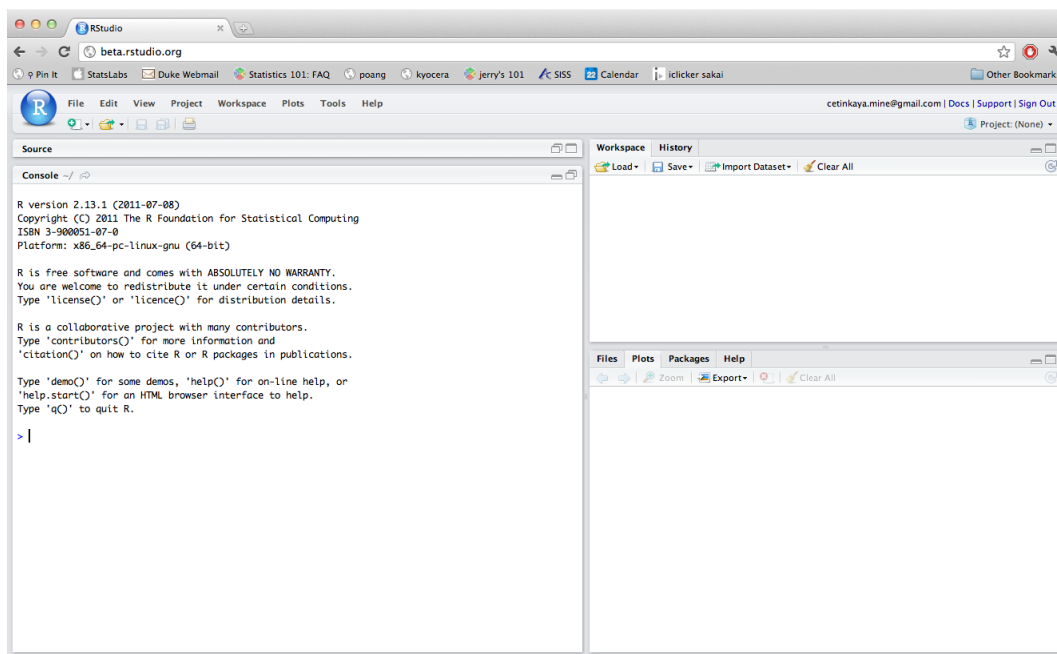 RStudio
beta.rstudio.org
Pin It StatsLabs Duke Webmail Statistics 101: FAQ poang kyocera jerry's 101 SISS 22 Calendar iclicker sakai Other Bookmark
R File Edit View Project Workspace Plots Tools Help
cetinkaya.mine@gmail.com | Docs | Support | Sign Out
Project: (None)
Source
Console ~/
R version 2.13.1 (2011-07-08)
Copyright (C) 2011 The R Foundation for Statistical Computing
ISBN 3-900051-07-0
Platform: x86_64-pc-linux-gnu (64-bit)
R is free software and comes with ABSOLUTELY NO WARRANTY.
You are welcome to redistribute it under certain conditions.
Type 'license()' or 'licence()' for distribution details.
R is a collaborative project with many contributors.
Type 'contributors()' for more information and
'citation()' on how to cite R or R packages in publications.
Type 'demo()' for some demos, 'help()' for on-line help, or
'help.start()' for an HTML browser interface to help.
Type 'q()' to quit R.
>
Workspace History
Load Save Import Dataset Clear All
Files Plots Packages Help
Zoom Export Clear All